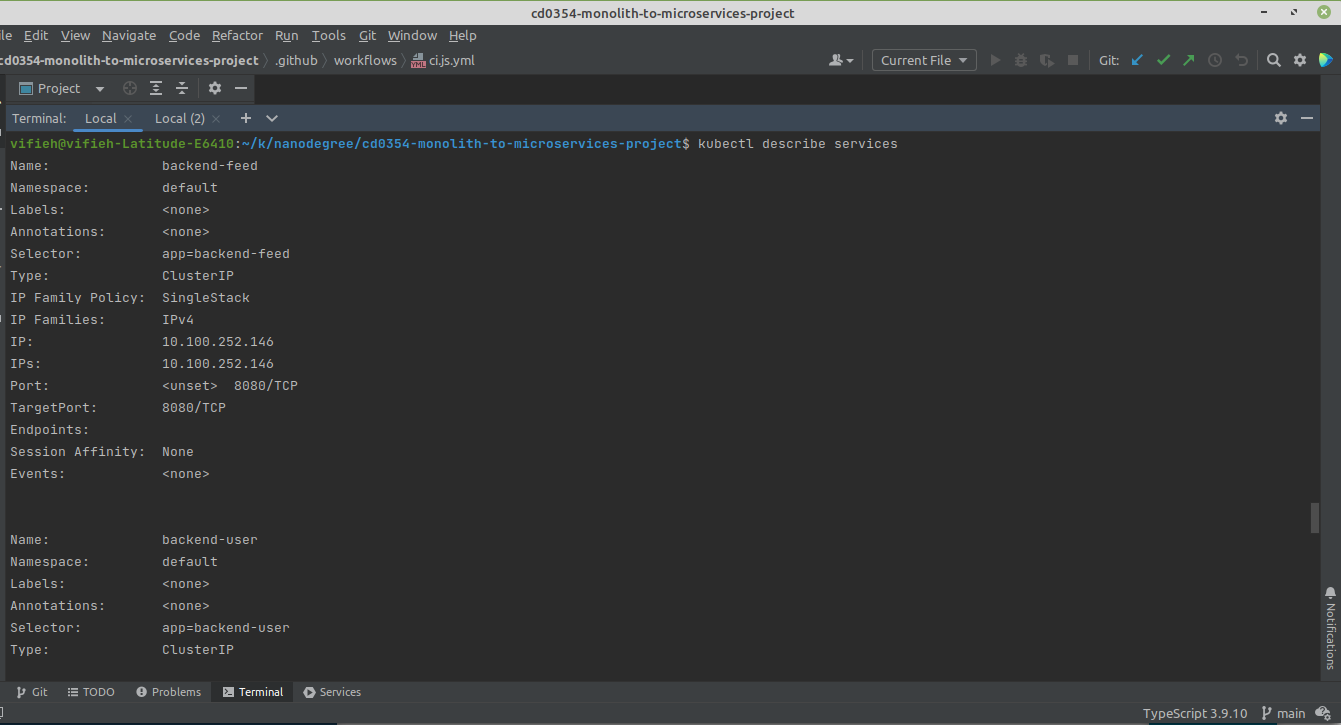 cd0354-monolith-to-microservices-project
ile Edit View Navigate Code Refactor Run Tools Git Window Help
cd0354-monolith-to-microservices-project .github workflows ci.js.yml Current File Git:
Project
Terminal: Local Local (2)
vifieh@vifieh-Latitude-E6410:~/k/nanodegree/cd0354-monolith-to-microservices-project$ kubectl describe services
Name: backend-feed
Namespace: default
Labels: <none>
Annotations: <none>
Selector: app=backend-feed
Type: ClusterIP
IP Family Policy: SingleStack
IP Families: IPv4
IP: 10.100.252.146
IPs: 10.100.252.146
Port: <unset> 8080/TCP
TargetPort: 8080/TCP
Endpoints:
Session Affinity: None
Events: <none>
Name: backend-user
Namespace: default
Labels: <none>
Annotations: <none>
Selector: app=backend-user
Type: ClusterIP
Notifications
Git TODO Problems Terminal Services
TypeScript 3.9.10 main